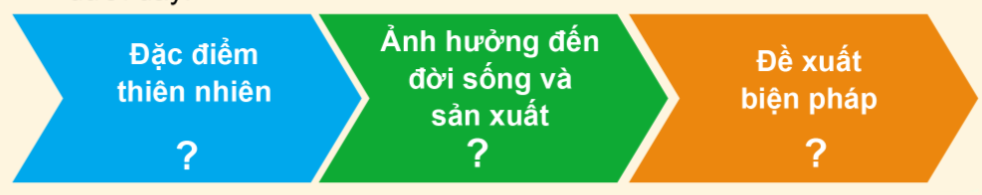 Đặc điểm
thiên nhiên
?
Ảnh hưởng đến
đời sống và
sản xuất
?
Đề xuất
biện pháp
?